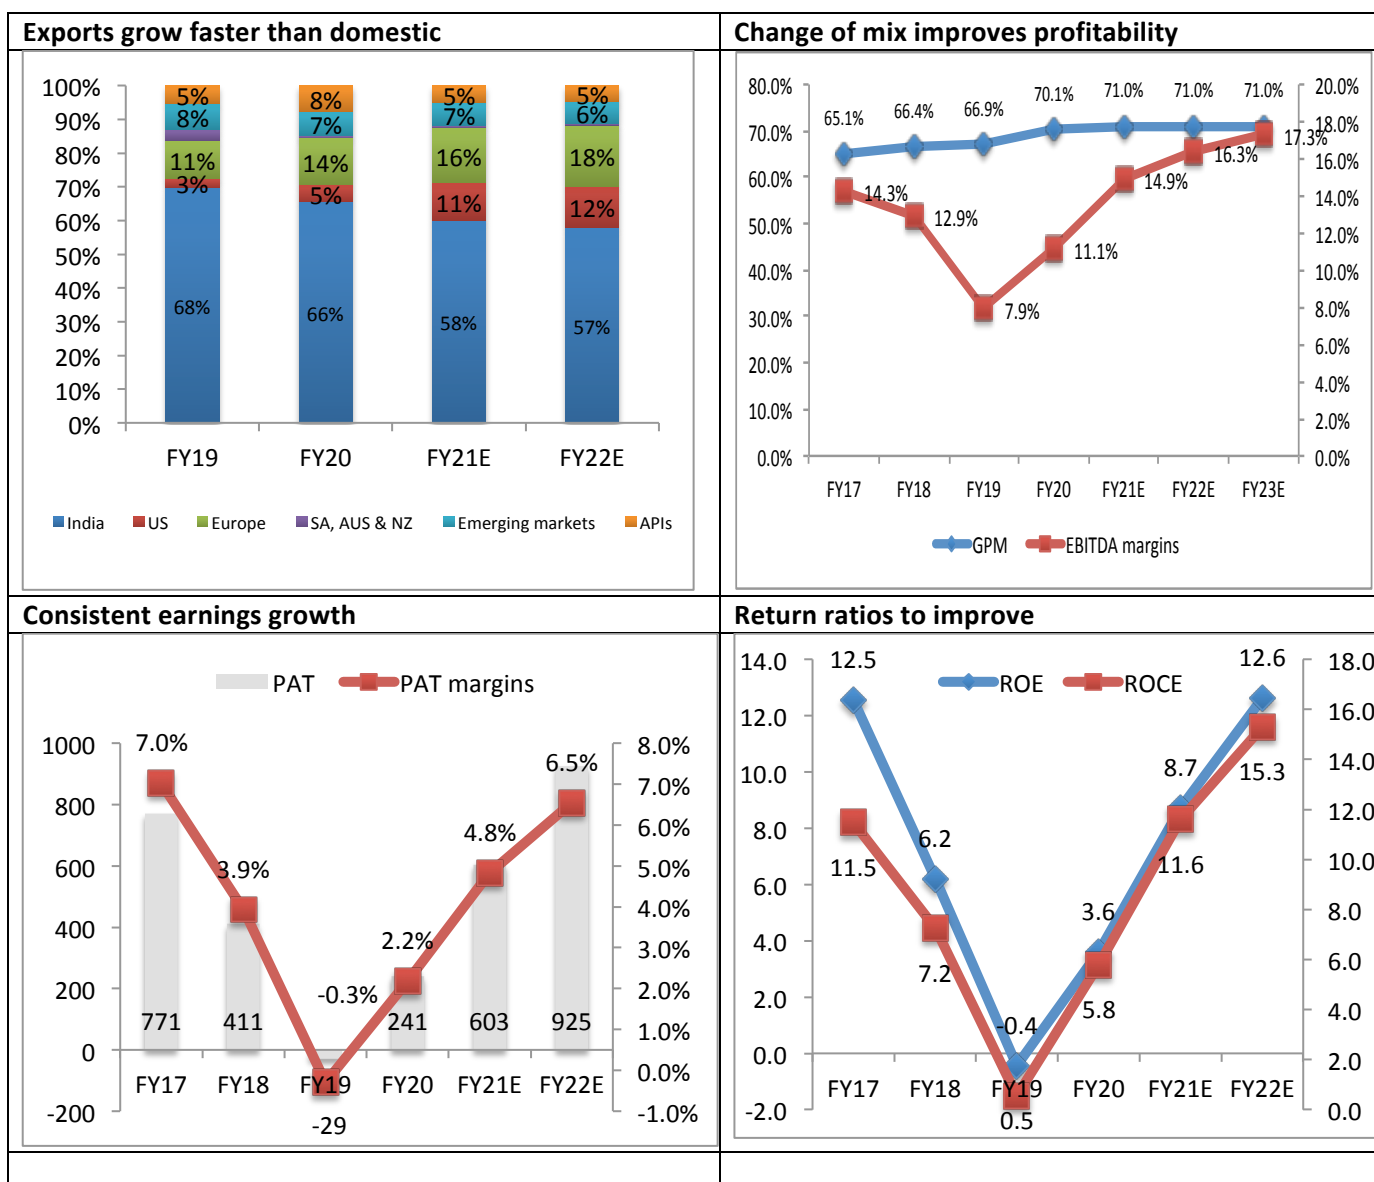 Exports grow faster than domestic
100%
90%
80%
70%
60%
50%
40%
30%
20%
10%
0%
5% 8% 5% 5%
8% 7% 7% 6%
11% 14% 16% 18%
3% 5% 11% 12%
68% 66% 58% 57%
FY19 FY20 FY21E FY22E
India US Europe SA, AUS & NZ Emerging markets APIs
Change of mix improves profitability
80.0%
70.0%
60.0%
50.0%
40.0%
30.0%
20.0%
10.0%
0.0%
65.1% 66.4% 66.9% 70.1% 71.0% 71.0% 71.0%
14.3% 12.9% 7.9% 11.1% 14.9% 16.3% 17.3%
20.0%
18.0%
16.0%
14.0%
12.0%
10.0%
8.0%
6.0%
4.0%
2.0%
0.0%
FY17 FY18 FY19 FY20 FY21E FY22E FY23E
GPM EBITDA margins
Consistent earnings growth
PAT PAT margins
1000
800
600
400
200
0
-200
7.0% 3.9% -0.3% 2.2% 4.8% 6.5%
771 411 -29 241 603 925
8.0%
7.0%
6.0%
5.0%
4.0%
3.0%
2.0%
1.0%
0.0%
-1.0%
FY17 FY18 FY19 FY20 FY21E FY22E
Return ratios to improve
ROE ROCE
14.0
12.0
10.0
8.0
6.0
4.0
2.0
0.0
-2.0
12.5 6.2 -0.4 3.6 8.7 12.6
11.5 7.2 0.5 5.8 11.6 15.3
18.0
16.0
14.0
12.0
10.0
8.0
6.0
4.0
2.0
0.0
FY17 FY18 FY19 FY20 FY21E FY22E